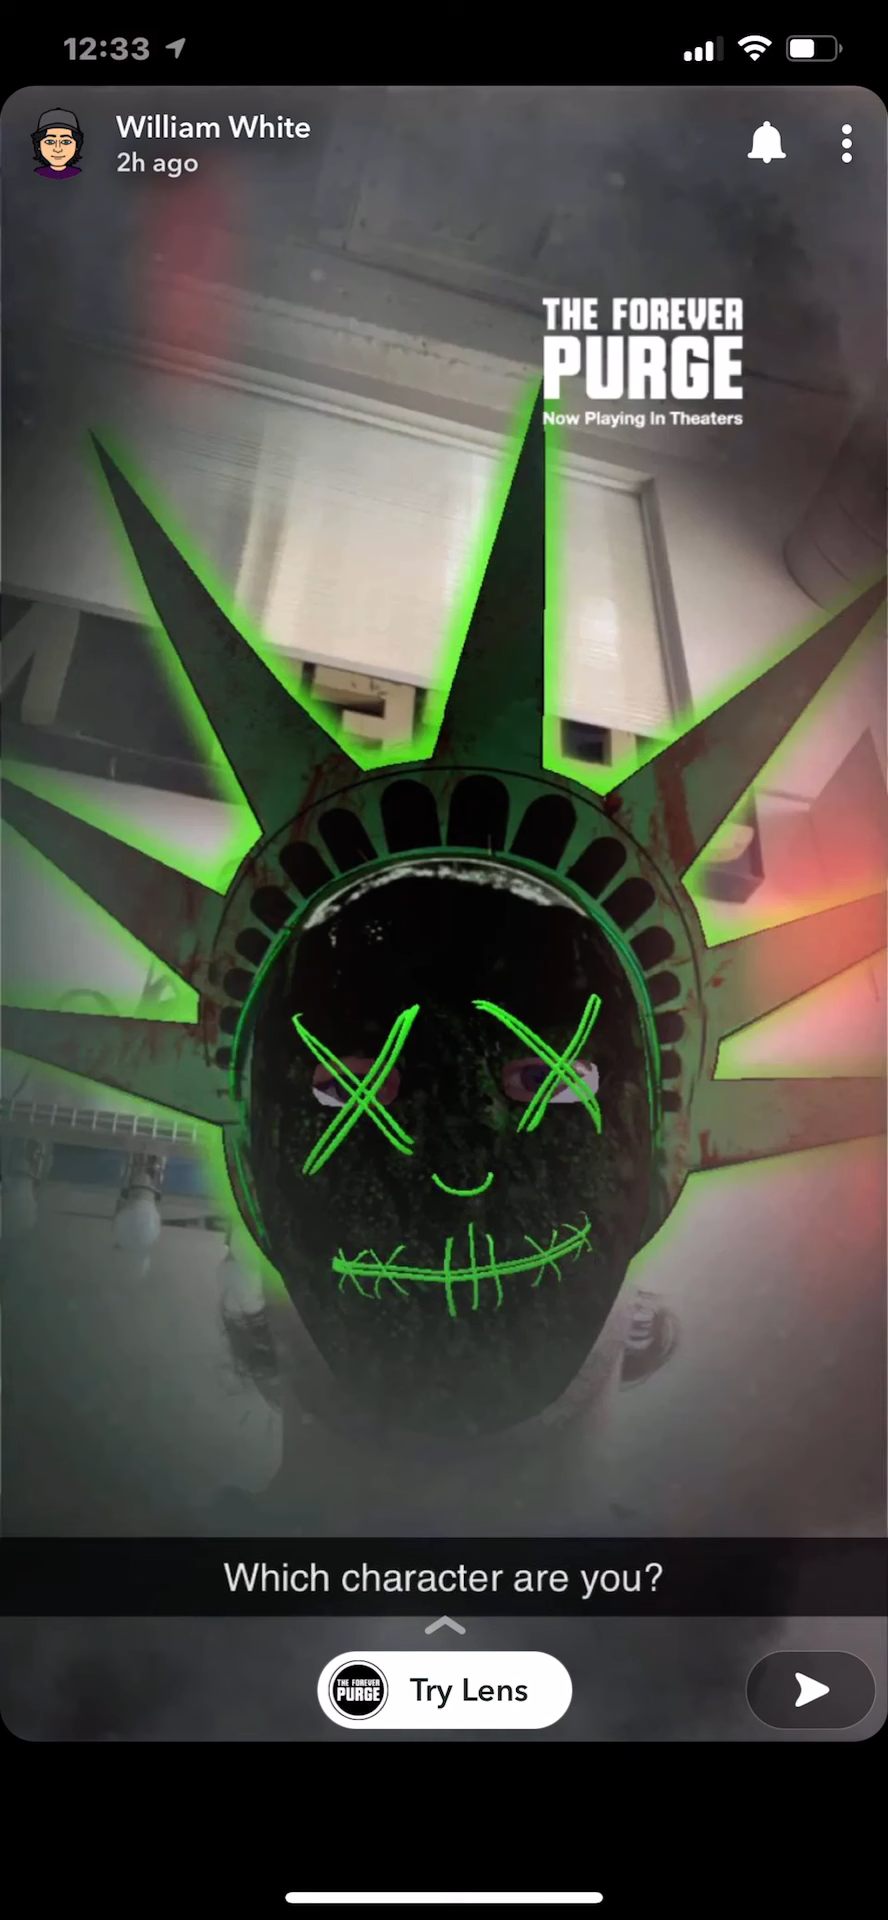 12:33
William White
2h ago
THE FOREVER
PURGE
Now Playing In Theaters
Which character are you?
THE FOREVER
PURGE
Try Lens